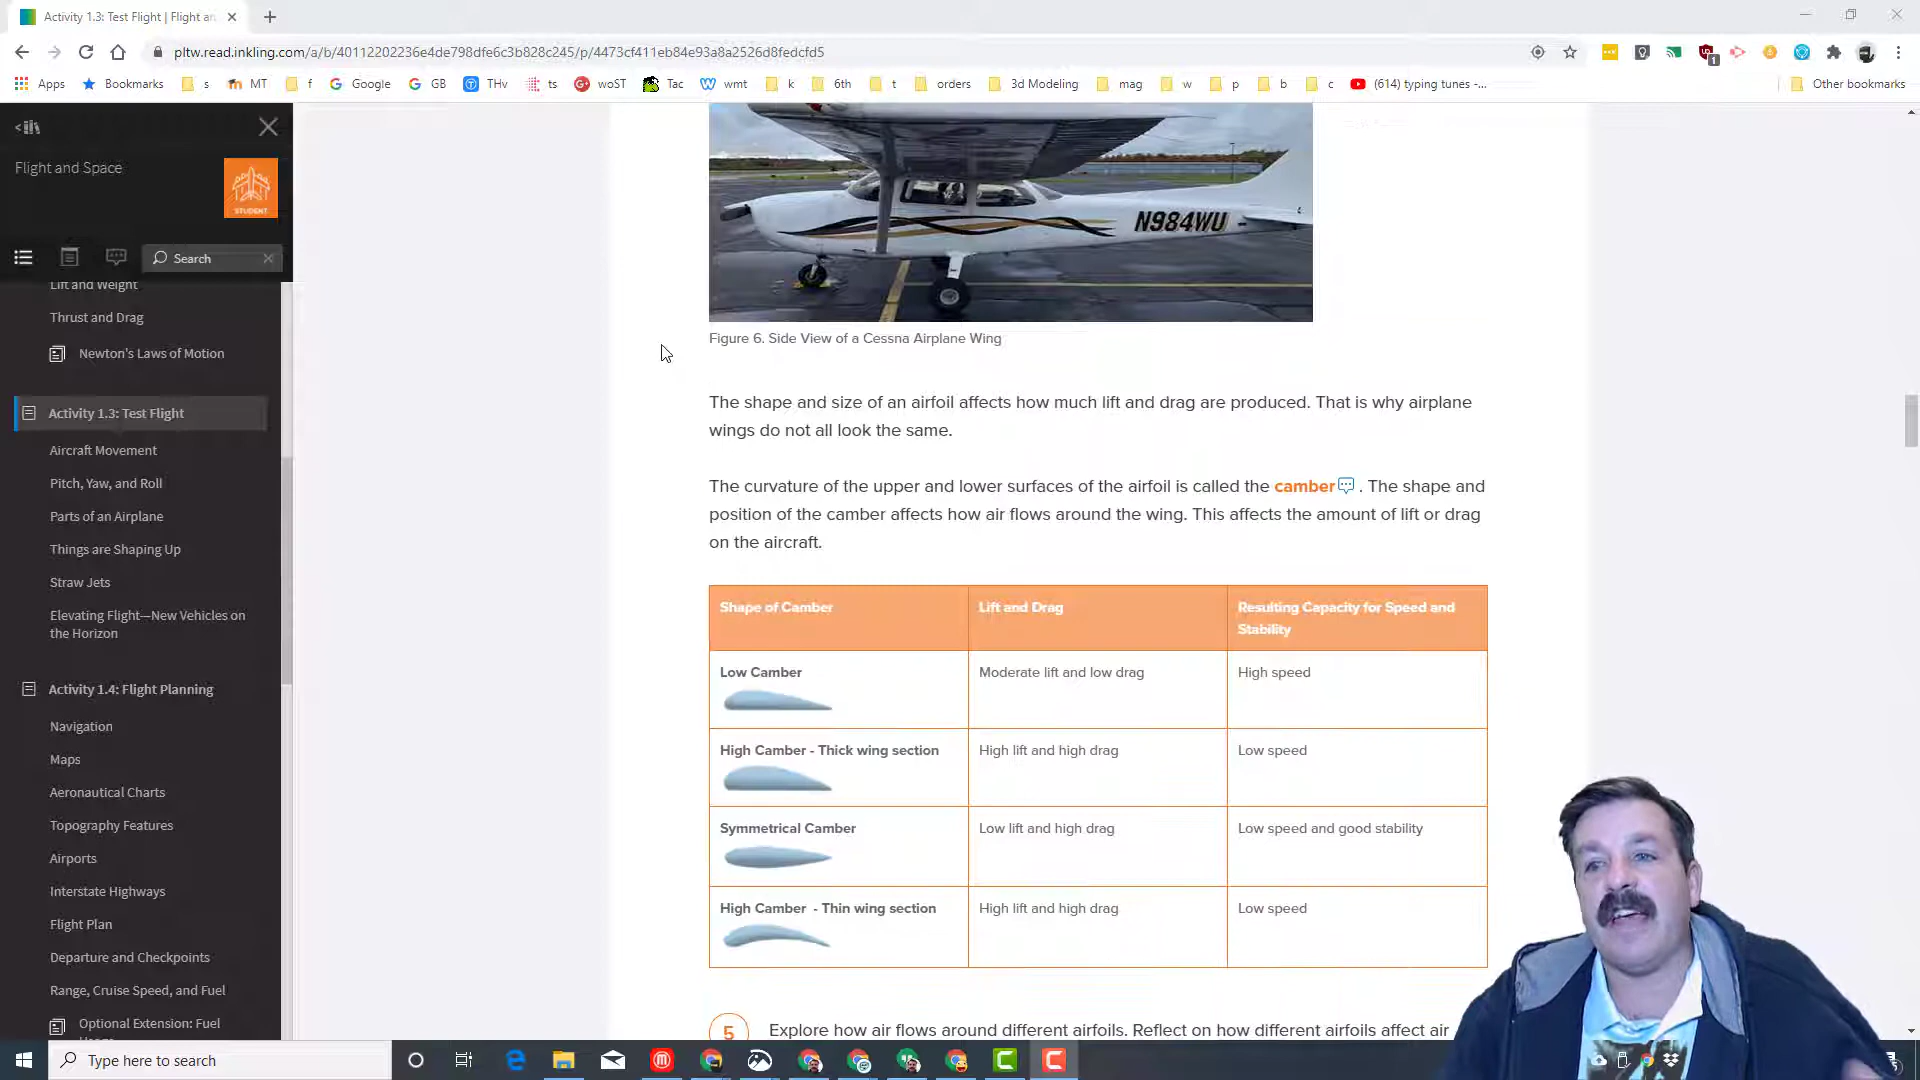 Activity 1.3: Test Flight | Flight an
pltw.read.inkling.com/a/b/40112202236e4de798dfe6c3b828c245/p/4473cf411eb84e93a8a2526d8fedcfd5
Apps
Bookmarks
s
MT
f
Google
GB
THv
ts
woST
Tac
wmt
k
6th
t
orders
3d Modeling
mag
w
p
b
c
(614) typing tunes -...
Other bookmarks
Flight and Space
STUDENT
Search
Lift and Weight
Thrust and Drag
Newton's Laws of Motion
Activity 1.3: Test Flight
Aircraft Movement
Pitch, Yaw, and Roll
Parts of an Airplane
Things are Shaping Up
Straw Jets
Elevating Flight—New Vehicles on
the Horizon
Activity 1.4: Flight Planning
Navigation
Maps
Aeronautical Charts
Topography Features
Airports
Interstate Highways
Flight Plan
Departure and Checkpoints
Range, Cruise Speed, and Fuel
Optional Extension: Fuel
N984WU
Figure 6. Side View of a Cessna Airplane Wing
The shape and size of an airfoil affects how much lift and drag are produced. That is why airplane
wings do not all look the same.
The curvature of the upper and lower surfaces of the airfoil is called the camber. The shape and
position of the camber affects how air flows around the wing. This affects the amount of lift or drag
on the aircraft.
Shape of Camber
Lift and Drag
Resulting Capacity for Speed and
Stability
Low Camber
Moderate lift and low drag
High speed
High Camber - Thick wing section
High lift and high drag
Low speed
Symmetrical Camber
Low lift and high drag
Low speed and good stability
High Camber - Thin wing section
High lift and high drag
Low speed
5
Explore how air flows around different airfoils. Reflect on how different airfoils affect air
Type here to search